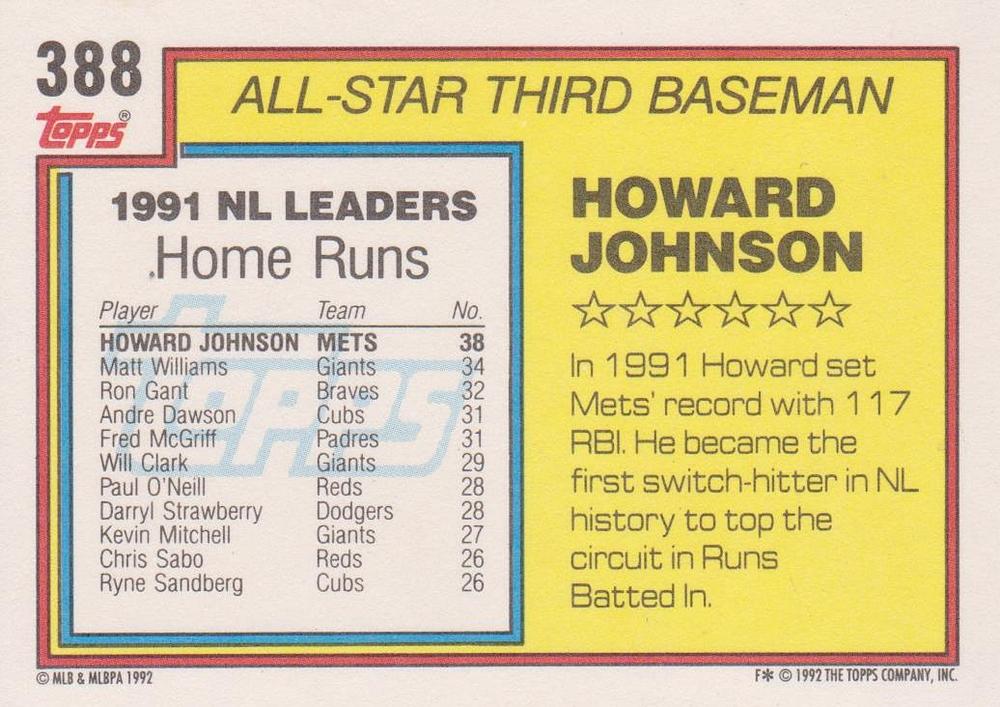 388
Topps®
ALL-STAR THIRD BASEMAN
1991 NL LEADERS
Home Runs
Player Team No.
HOWARD JOHNSON METS 38
Matt Williams Giants 34
Ron Gant Braves 32
Andre Dawson Cubs 31
Fred McGriff Padres 31
Will Clark Giants 29
Paul O'Neill Reds 28
Darryl Strawberry Dodgers 28
Kevin Mitchell Giants 27
Chris Sabo Reds 26
Ryne Sandberg Cubs 26
Topps
HOWARD
JOHNSON
☆☆☆☆☆☆
In 1991 Howard set
Mets' record with 117
RBI. He became the
first switch-hitter in NL
history to top the
circuit in Runs
Batted In.
© MLB & MLBPA 1992
F* © 1992 THE TOPPS COMPANY, INC.